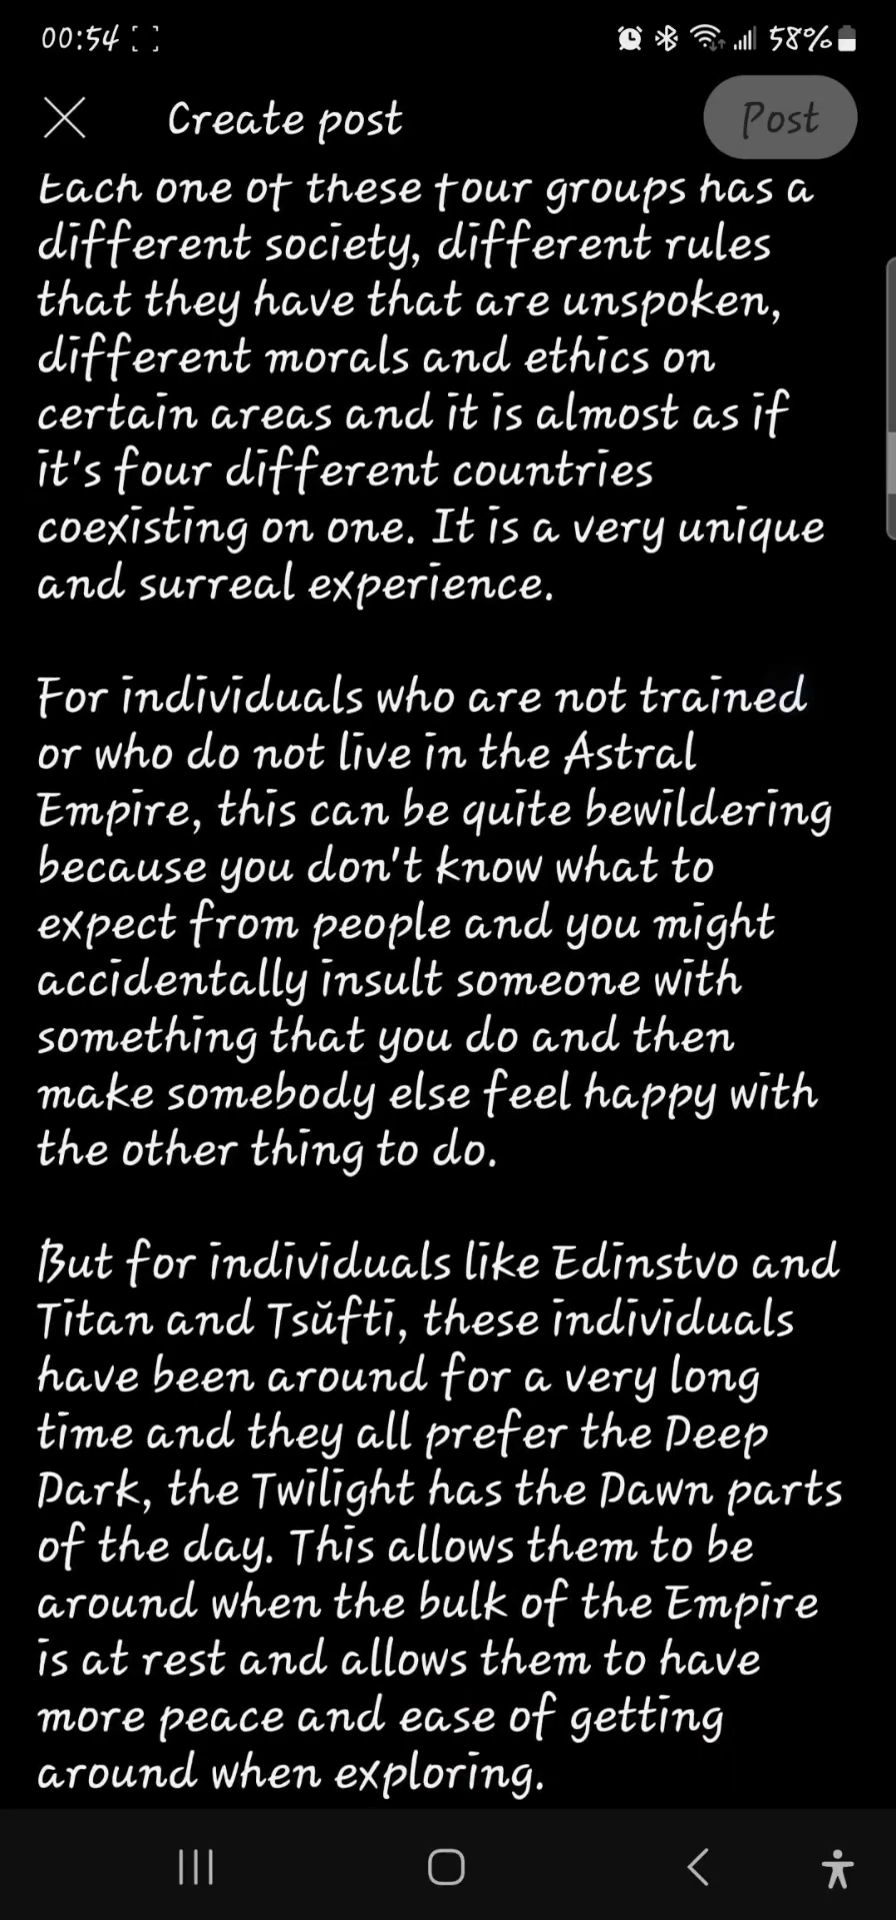 00:54
58%
Create post
Post
Each one of these four groups has a
different society, different rules
that they have that are unspoken,
different morals and ethics on
certain areas and it is almost as if
it's four different countries
coexisting on one. It is a very unique
and surreal experience.
For individuals who are not trained
or who do not live in the Astral
Empire, this can be quite bewildering
because you don't know what to
expect from people and you might
accidentally insult someone with
something that you do and then
make somebody else feel happy with
the other thing to do.
But for individuals like Edinstvo and
Titan and Tsŭfti, these individuals
have been around for a very long
time and they all prefer the Deep
Dark, the Twilight has the Dawn parts
of the day. This allows them to be
around when the bulk of the Empire
is at rest and allows them to have
more peace and ease of getting
around when exploring.